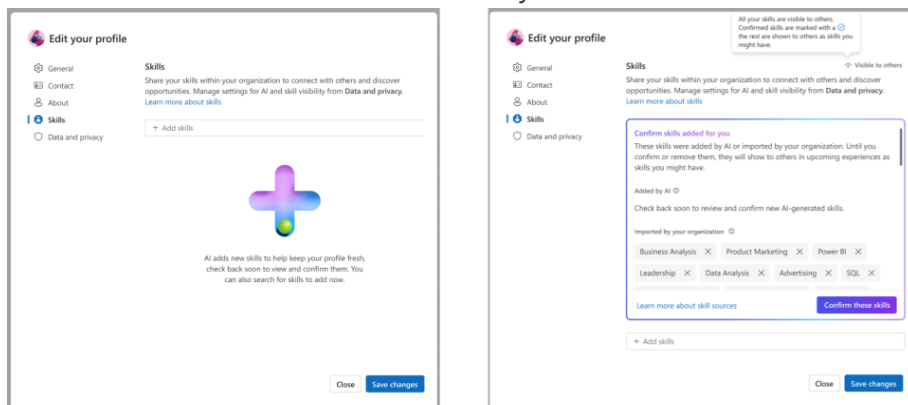 Edit your profile
General
Contact
About
Skills
Data and privacy
Skills
Share your skills within your organization to connect with others and discover
opportunities. Manage settings for AI and skill visibility from Data and privacy.
Learn more about skills
+ Add skills
AI adds new skills to help keep your profile fresh,
check back soon to view and confirm them. You
can also search for skills to add now.
Close
Save changes
All your skills are visible to others.
Confirmed skills are marked with a
the rest are shown to others as skills you
might have.
Edit your profile
General
Contact
About
Skills
Data and privacy
Skills
Visible to others
Share your skills within your organization to connect with others and discover
opportunities. Manage settings for AI and skill visibility from Data and privacy.
Learn more about skills
Confirm skills added for you
These skills were added by AI or imported by your organization. Until you
confirm or remove them, they will show to others in upcoming experiences as
skills you might have.
Added by AI
Check back soon to review and confirm new AI-generated skills.
Imported by your organization
Business Analysis Product Marketing Power BI
Leadership Data Analysis Advertising SQL
Learn more about skill sources
Confirm these skills
+ Add skills
Close
Save changes